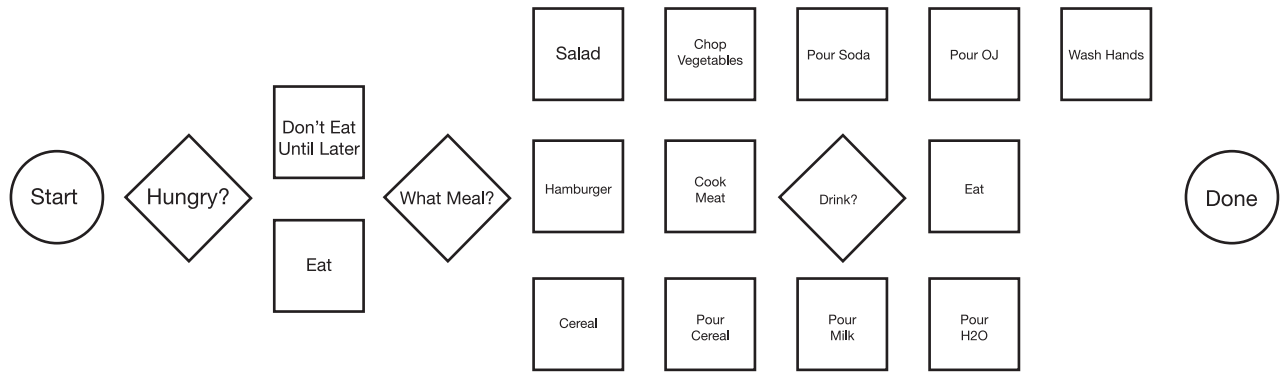 Start
Hungry?
Don't Eat
Until Later
Eat
What Meal?
Salad
Chop
Vegetables
Pour Soda
Pour OJ
Wash Hands
Hamburger
Cook
Meat
Drink?
Eat
Cereal
Pour
Cereal
Pour
Milk
Pour
H2O
Done